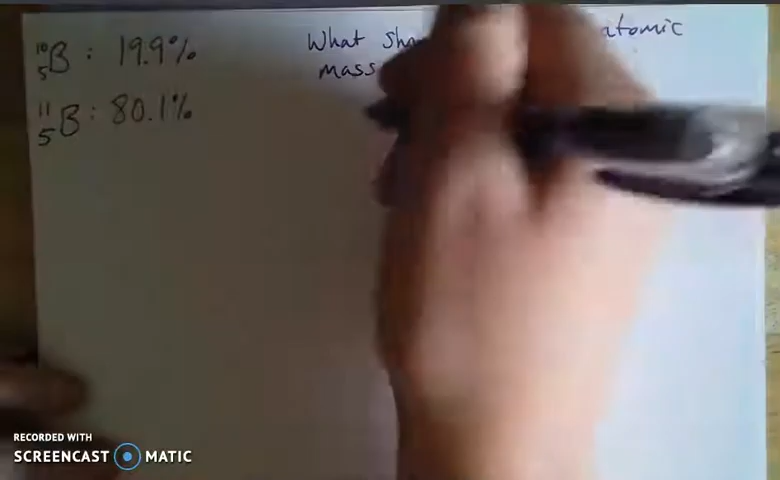 ¹⁰₅B : 19.9%
¹¹₅B : 80.1%
What atomic
mass
RECORDED WITH
SCREENCAST MATIC